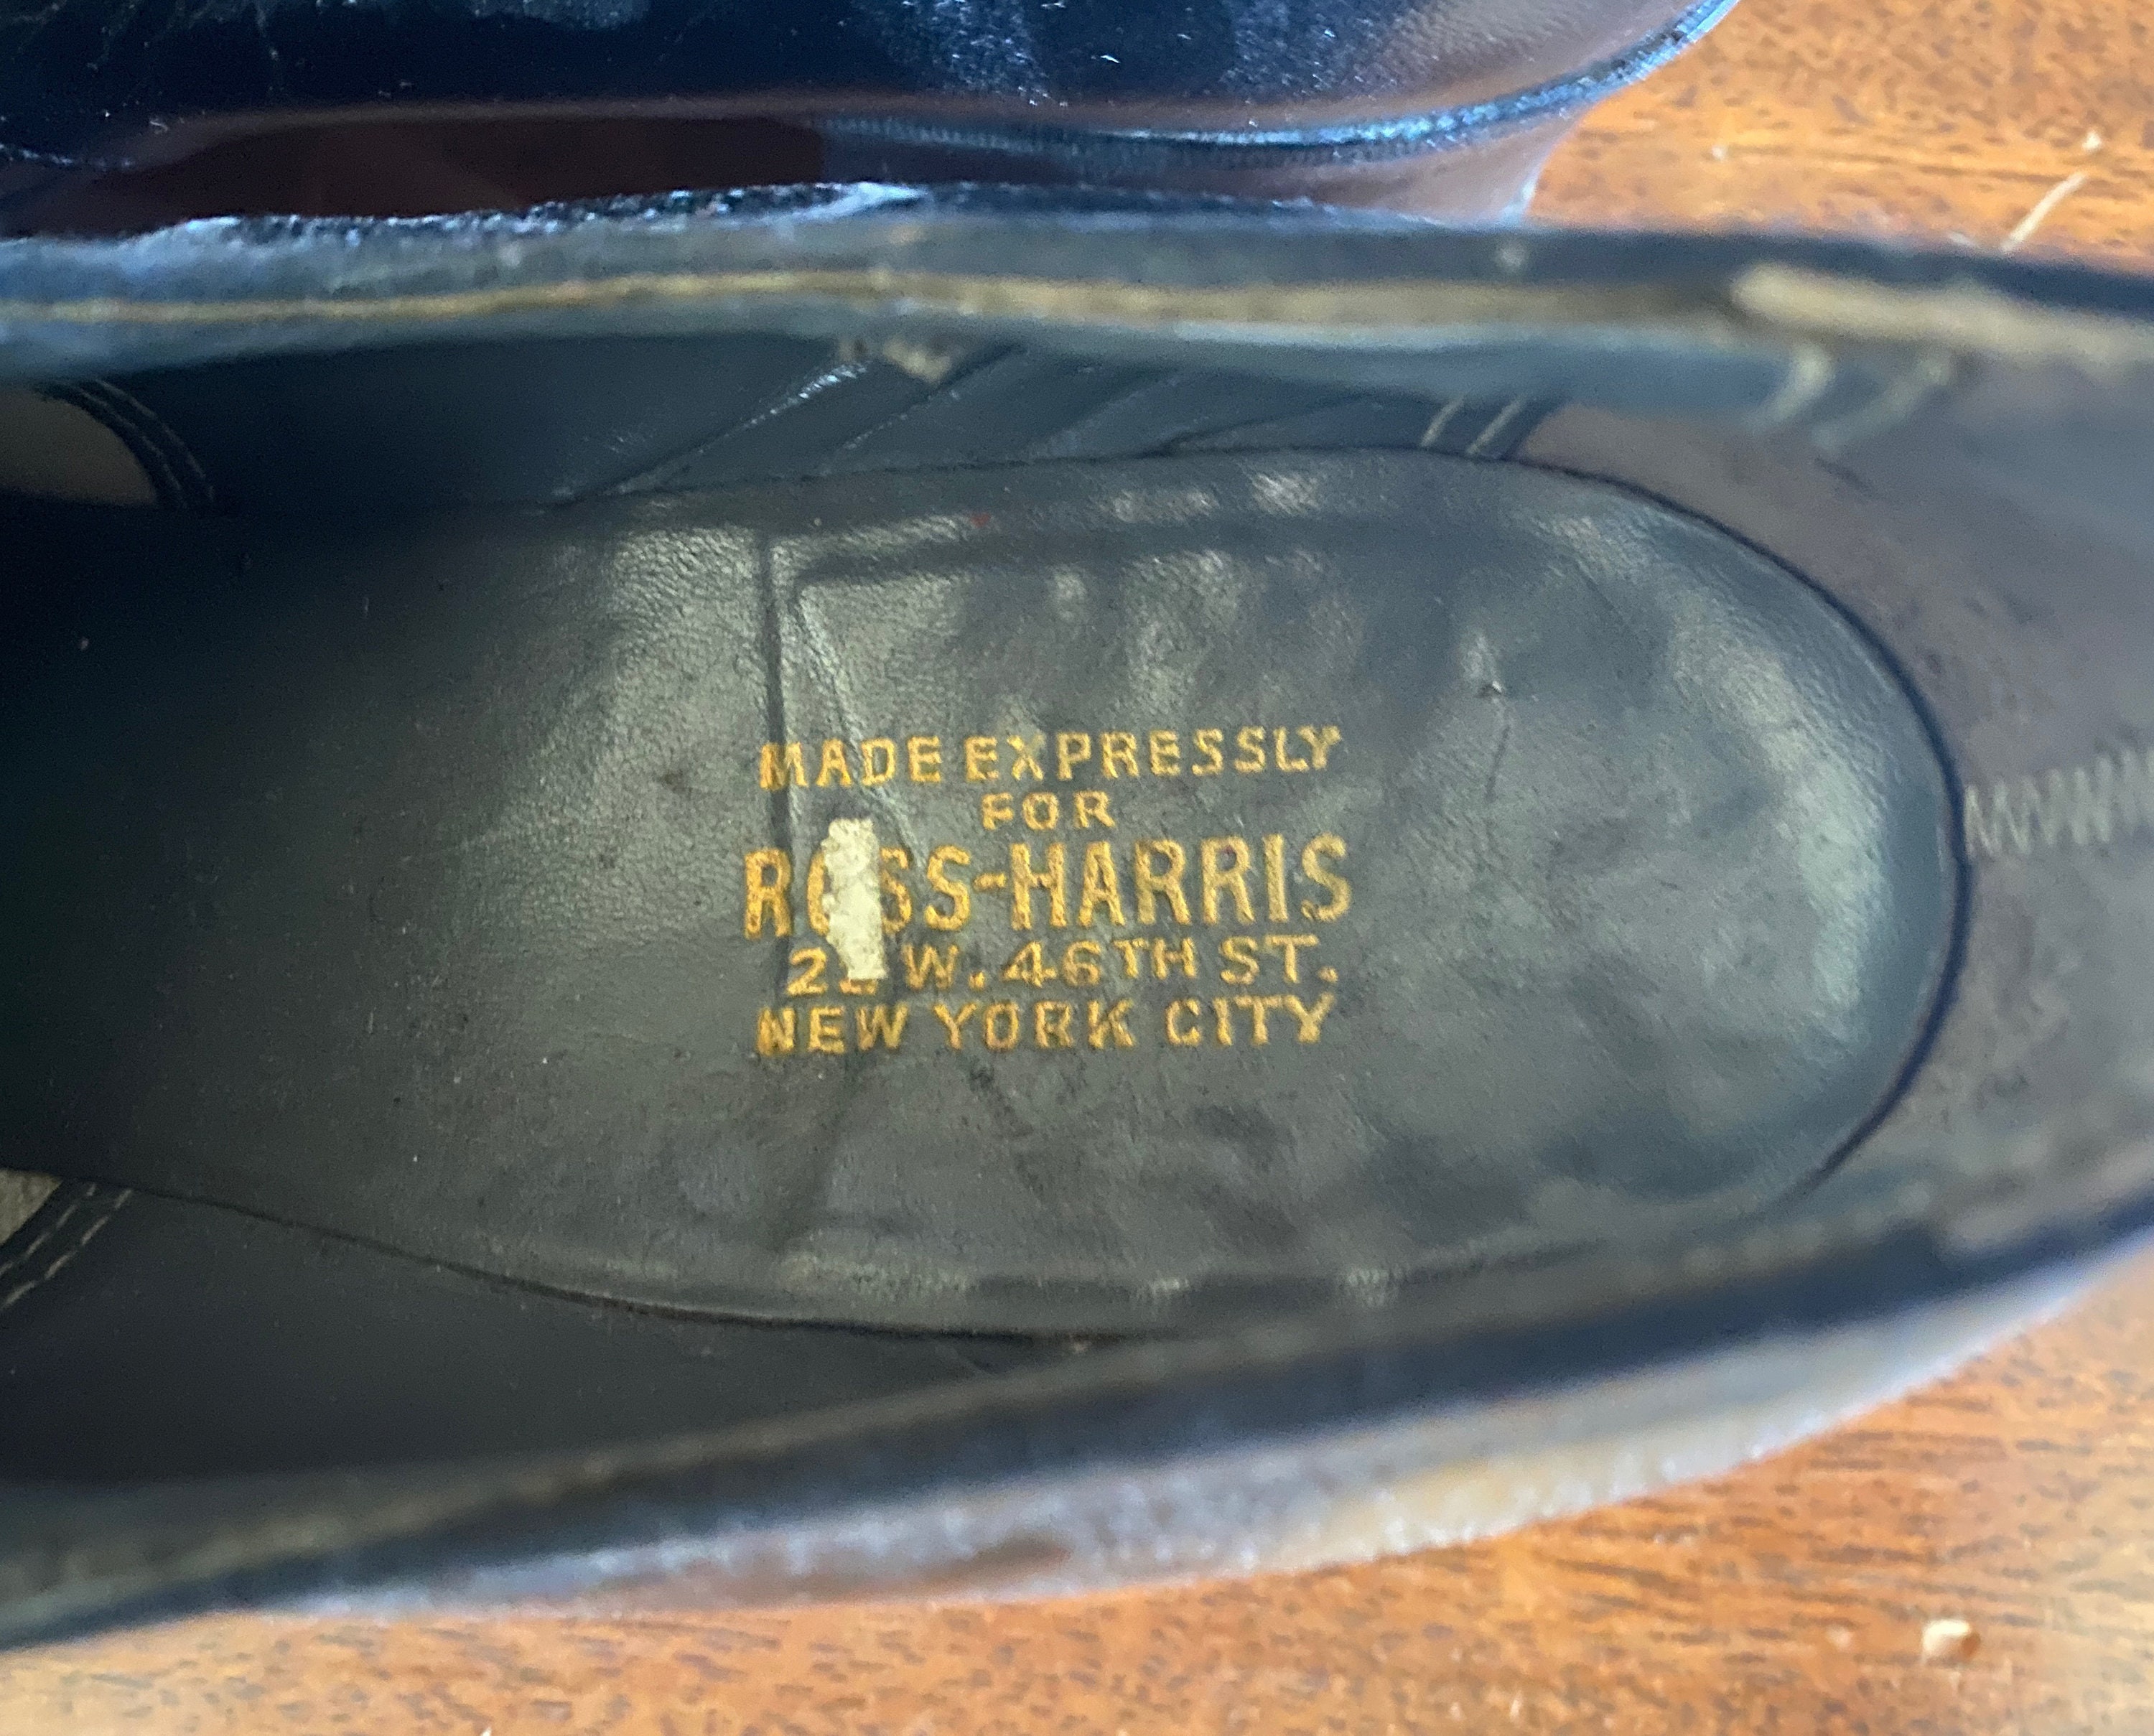 MADE EXPRESSLY
FOR
ROSS-HARRIS
W. 46TH ST.
NEW YORK CITY